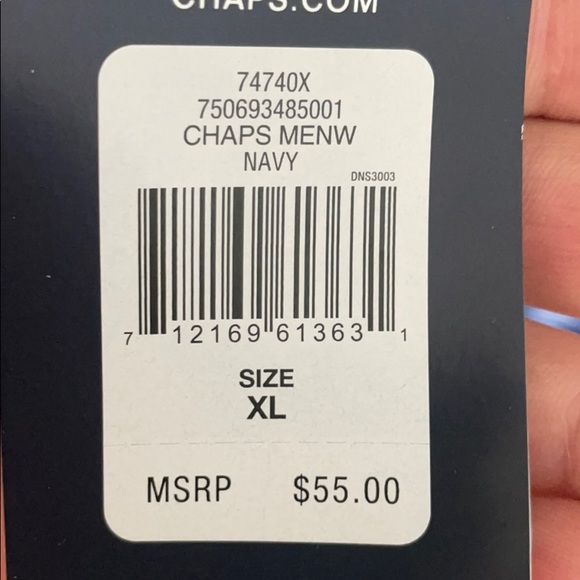 CHAPS.COM
74740X
750693485001
CHAPS MENW
NAVY
DNS3003
7 12169 61363 1
SIZE
XL
MSRP $55.00